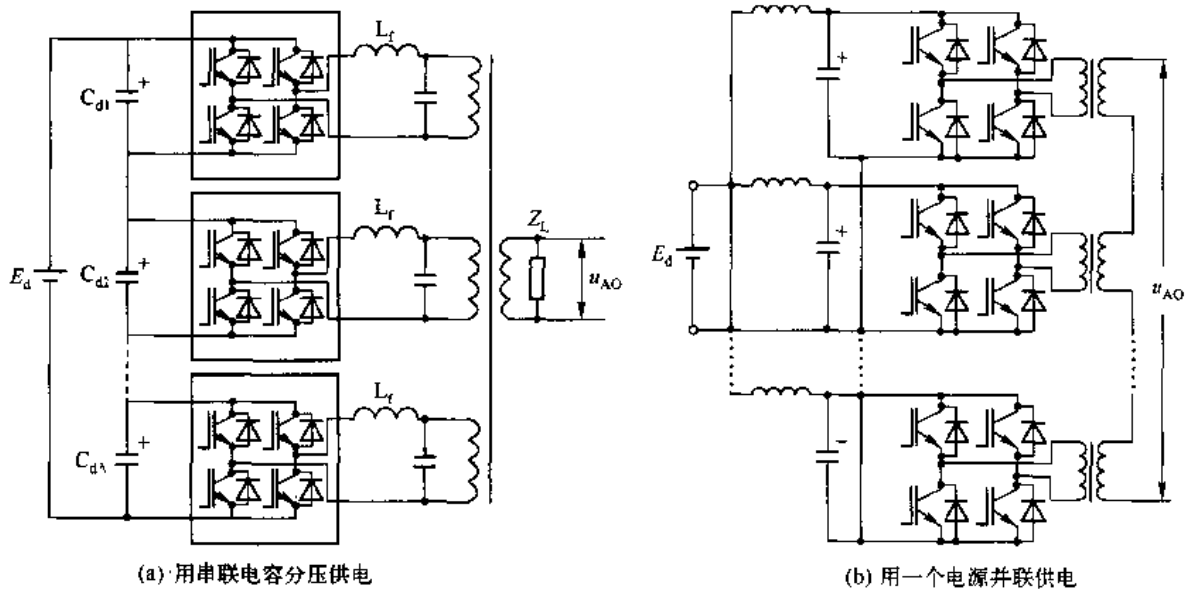 L_f
C_d1
+
L_f
Z_L
E_d
C_d2
+
u_AO
L_f
C_dN
+
(a) 用串联电容分压供电
+
E_d
+
u_AO
(b) 用一个电源并联供电